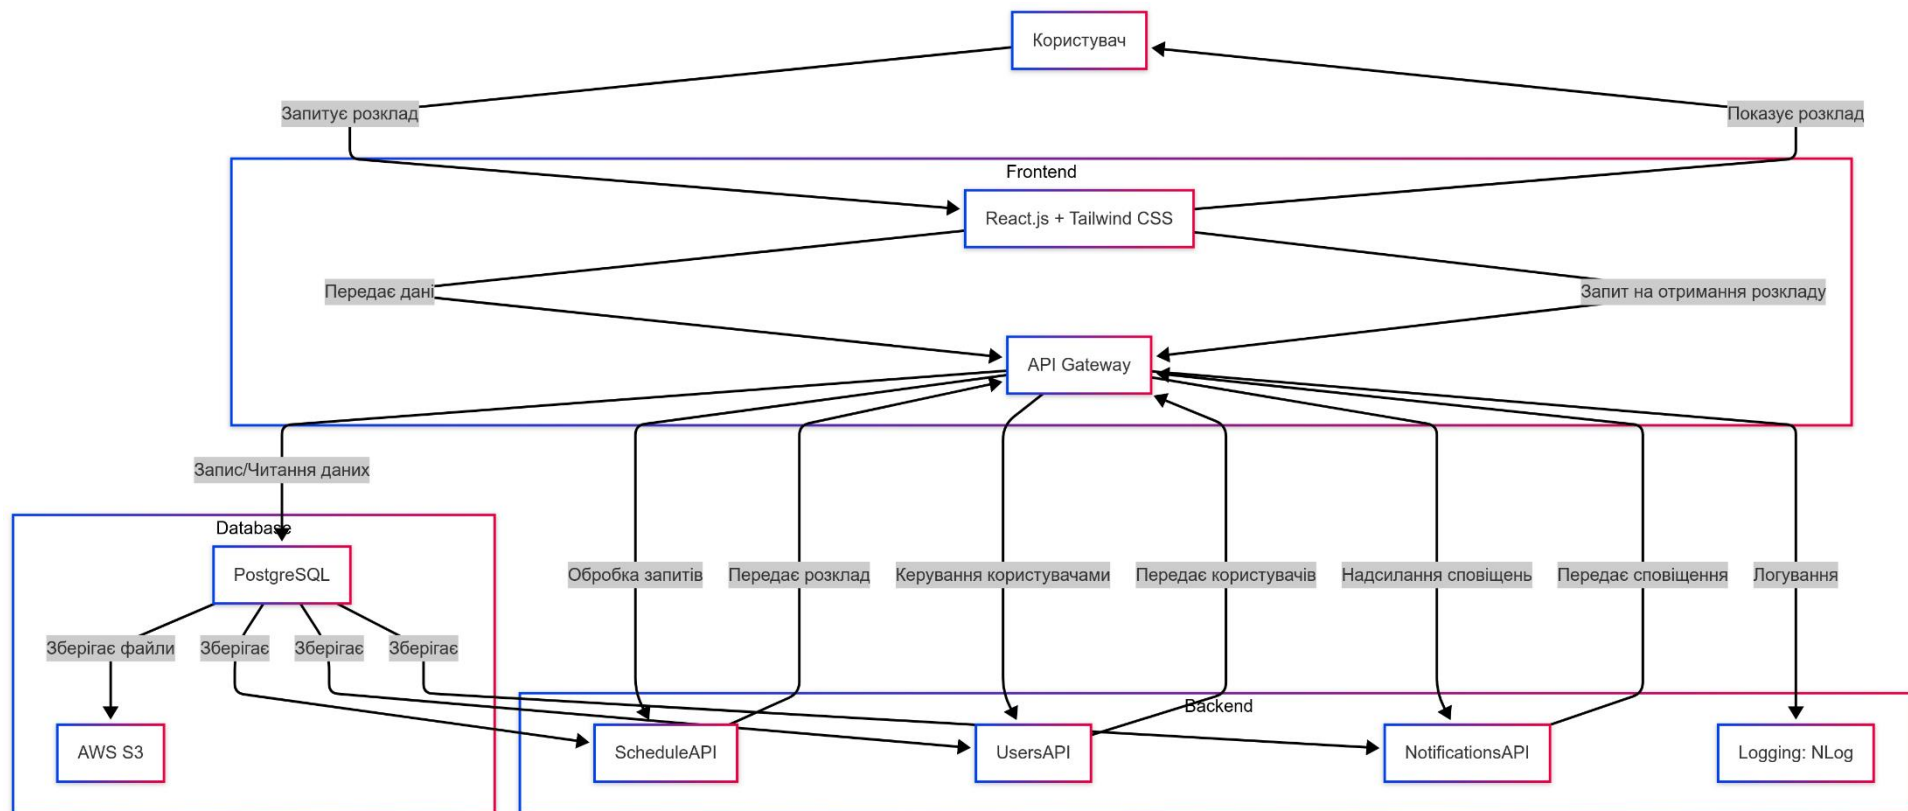 Користувач
Запитує розклад
Показує розклад
Frontend
React.js + Tailwind CSS
Передає дані
Запит на отримання розкладу
API Gateway
Запис/Читання даних
Database
PostgreSQL
Обробка запитів
Передає розклад
Керування користувачами
Передає користувачів
Надсилання сповіщень
Передає сповіщення
Логування
Зберігає файли
Зберігає
Зберігає
Зберігає
Backend
AWS S3
ScheduleAPI
UsersAPI
NotificationsAPI
Logging: NLog